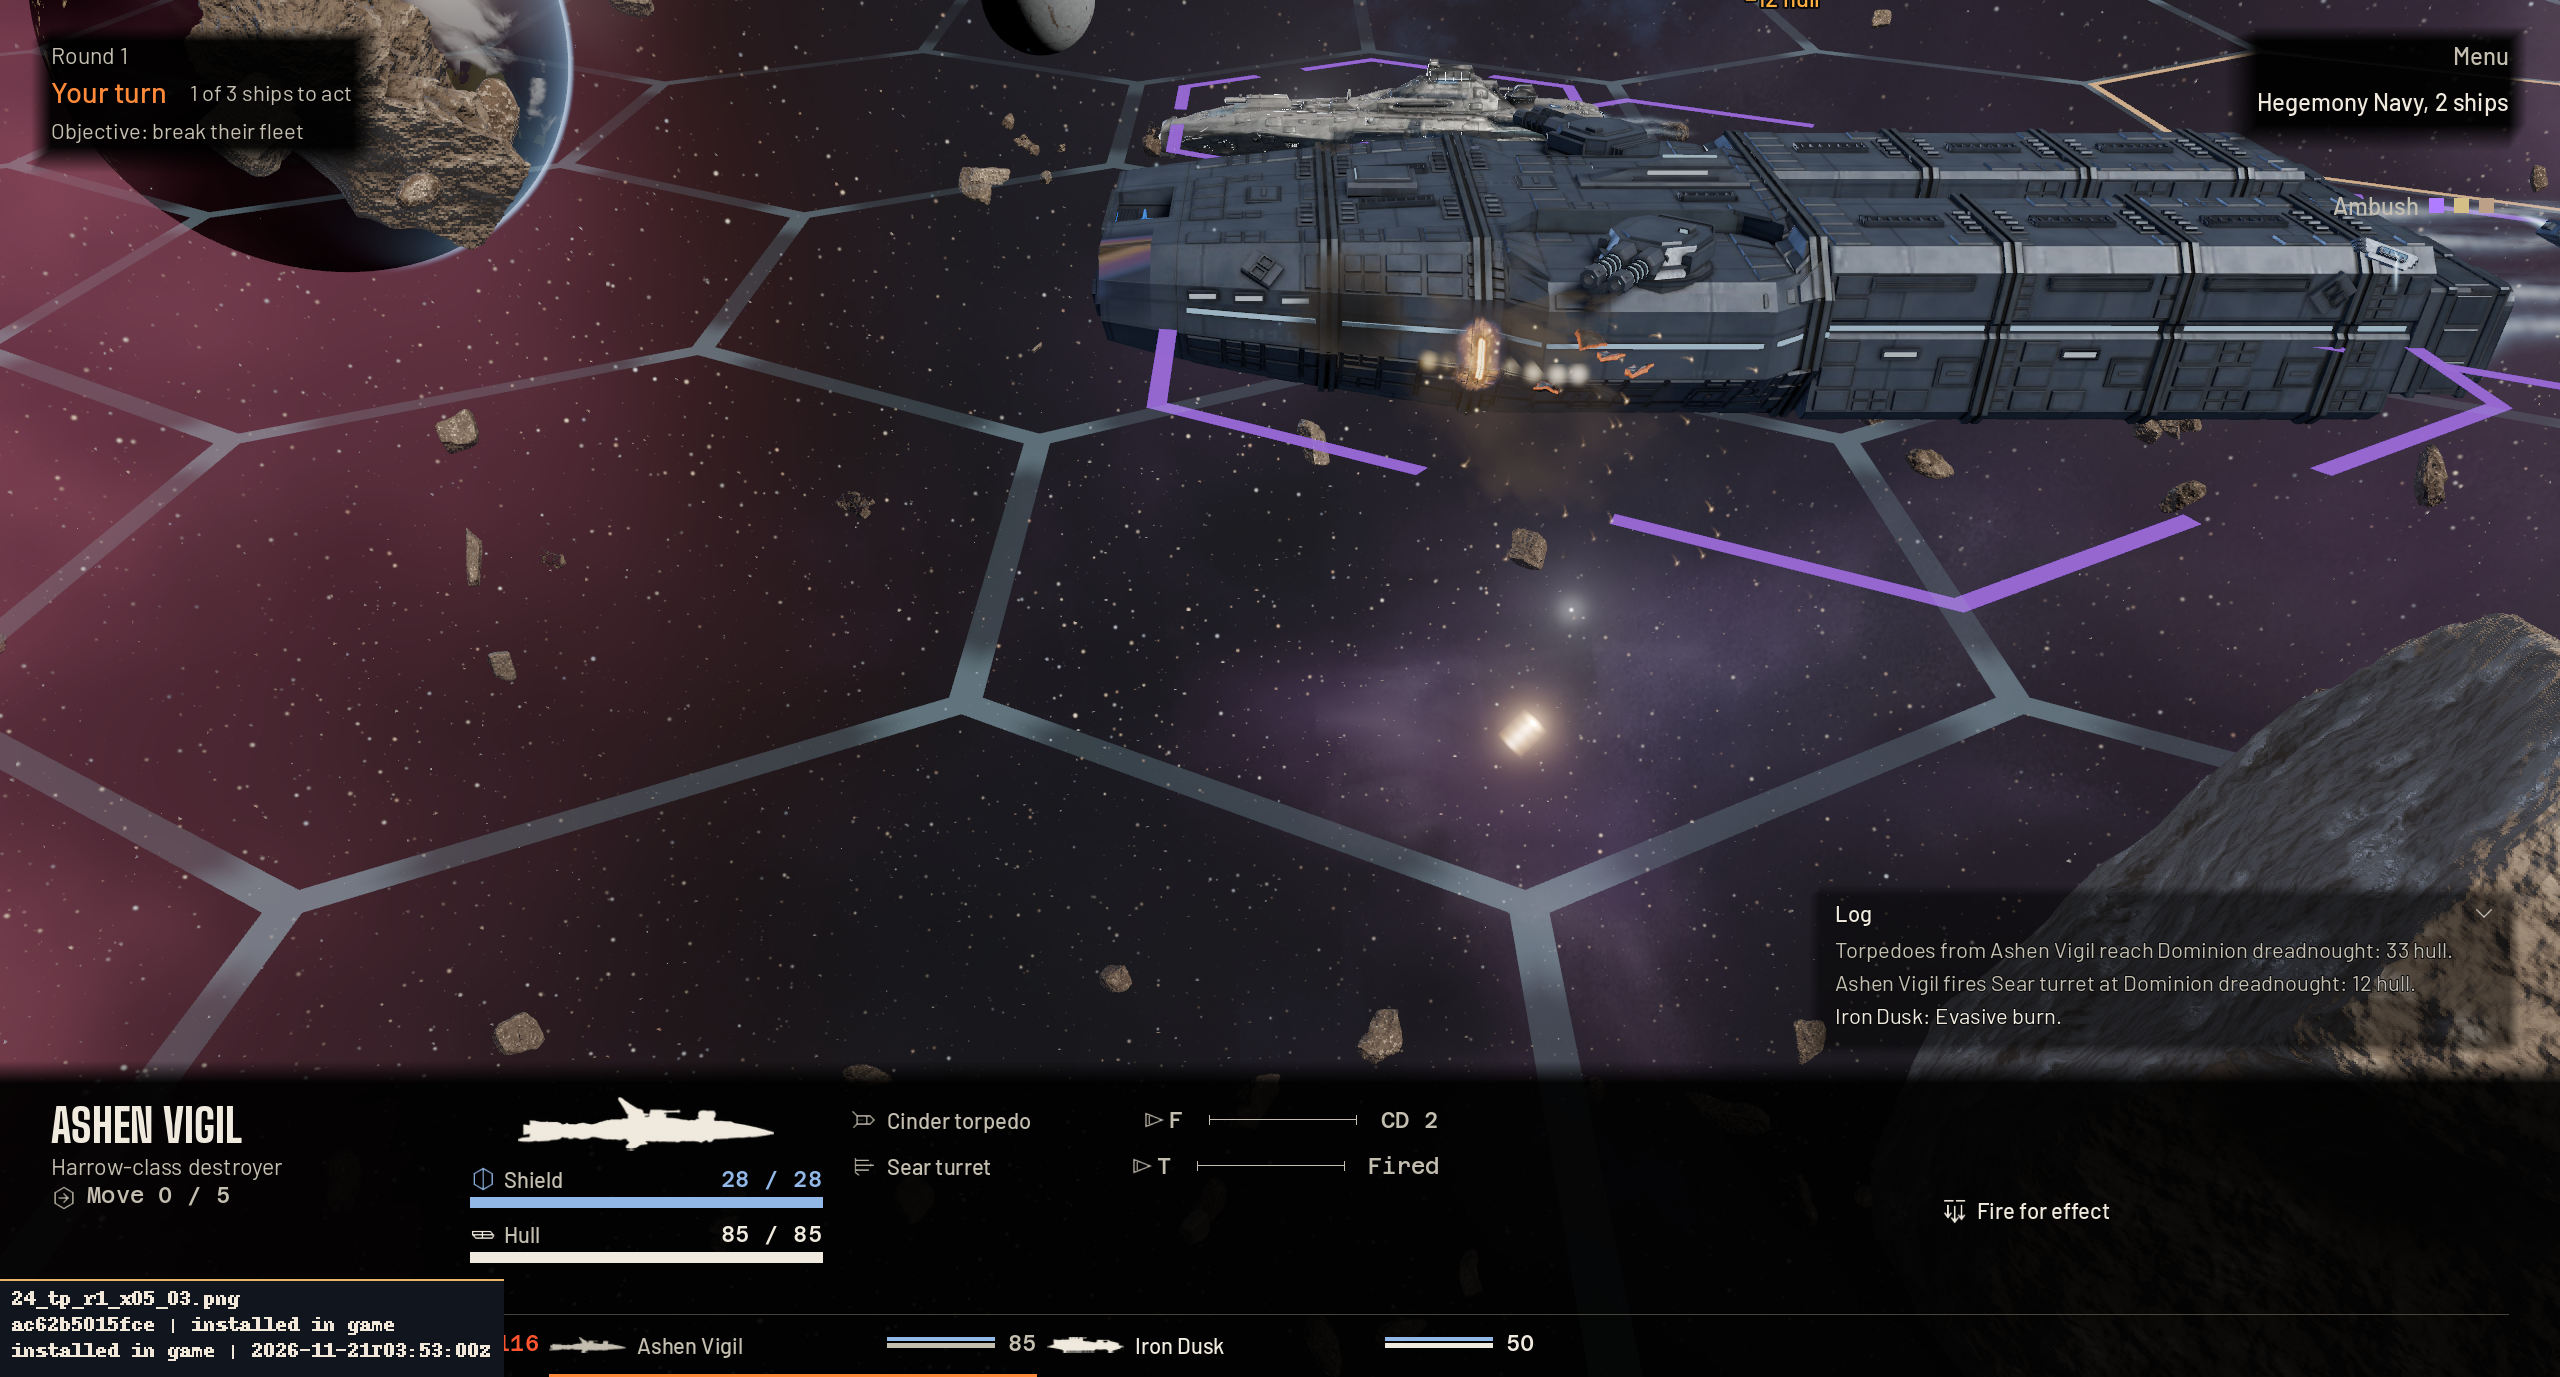 -12 hull
Round 1
Your turn 1 of 3 ships to act
Objective: break their fleet
Menu
Hegemony Navy, 2 ships
Ambush
Log
Torpedoes from Ashen Vigil reach Dominion dreadnought: 33 hull.
Ashen Vigil fires Sear turret at Dominion dreadnought: 12 hull.
Iron Dusk: Evasive burn.
ASHEN VIGIL
Harrow-class destroyer
Move 0 / 5
Shield 28 / 28
Hull 85 / 85
Cinder torpedo F CD 2
Sear turret T Fired
Fire for effect
24_tp_r1_x05_03.png
ac62b5015fce | installed in game
installed in game | 2026-11-21T03:53:00Z
116 Ashen Vigil 85 Iron Dusk 50